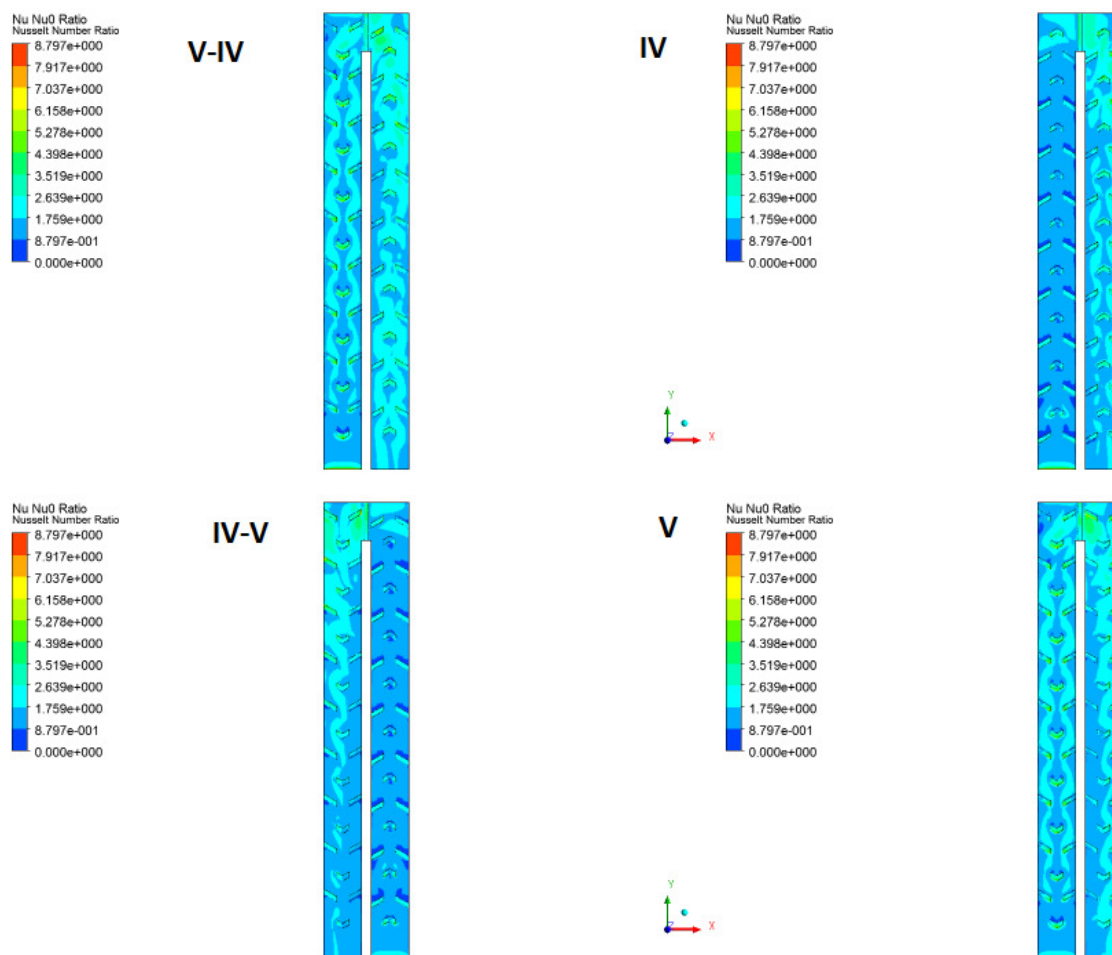 Nu Nu0 Ratio
Nusselt Number Ratio
8.797e+000
7.917e+000
7.037e+000
6.158e+000
5.278e+000
4.398e+000
3.519e+000
2.639e+000
1.759e+000
8.797e-001
0.000e+000
V-IV
IV
Nu Nu0 Ratio
Nusselt Number Ratio
8.797e+000
7.917e+000
7.037e+000
6.158e+000
5.278e+000
4.398e+000
3.519e+000
2.639e+000
1.759e+000
8.797e-001
0.000e+000
Y
X
Nu Nu0 Ratio
Nusselt Number Ratio
8.797e+000
7.917e+000
7.037e+000
6.158e+000
5.278e+000
4.398e+000
3.519e+000
2.639e+000
1.759e+000
8.797e-001
0.000e+000
IV-V
V
Nu Nu0 Ratio
Nusselt Number Ratio
8.797e+000
7.917e+000
7.037e+000
6.158e+000
5.278e+000
4.398e+000
3.519e+000
2.639e+000
1.759e+000
8.797e-001
0.000e+000
Y
X